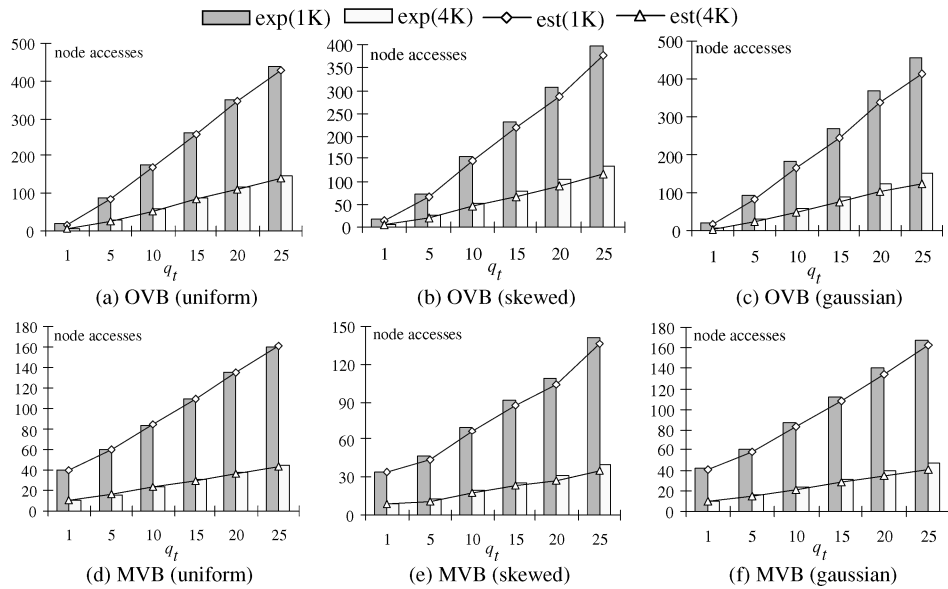 exp(1K) exp(4K) est(1K) est(4K)
500 400 300 200 100 0
node accesses
1 5 10 15 20 25
qt
(a) OVB (uniform)
400 350 300 250 200 150 100 50 0
node accesses
1 5 10 15 20 25
qt
(b) OVB (skewed)
500 400 300 200 100 0
node accesses
1 5 10 15 20 25
qt
(c) OVB (gaussian)
180 160 140 120 100 80 60 40 20 0
node accesses
1 5 10 15 20 25
qt
(d) MVB (uniform)
150 120 90 60 30 0
node accesses
1 5 10 15 20 25
qt
(e) MVB (skewed)
180 160 140 120 100 80 60 40 20 0
node accesses
1 5 10 15 20 25
qt
(f) MVB (gaussian)